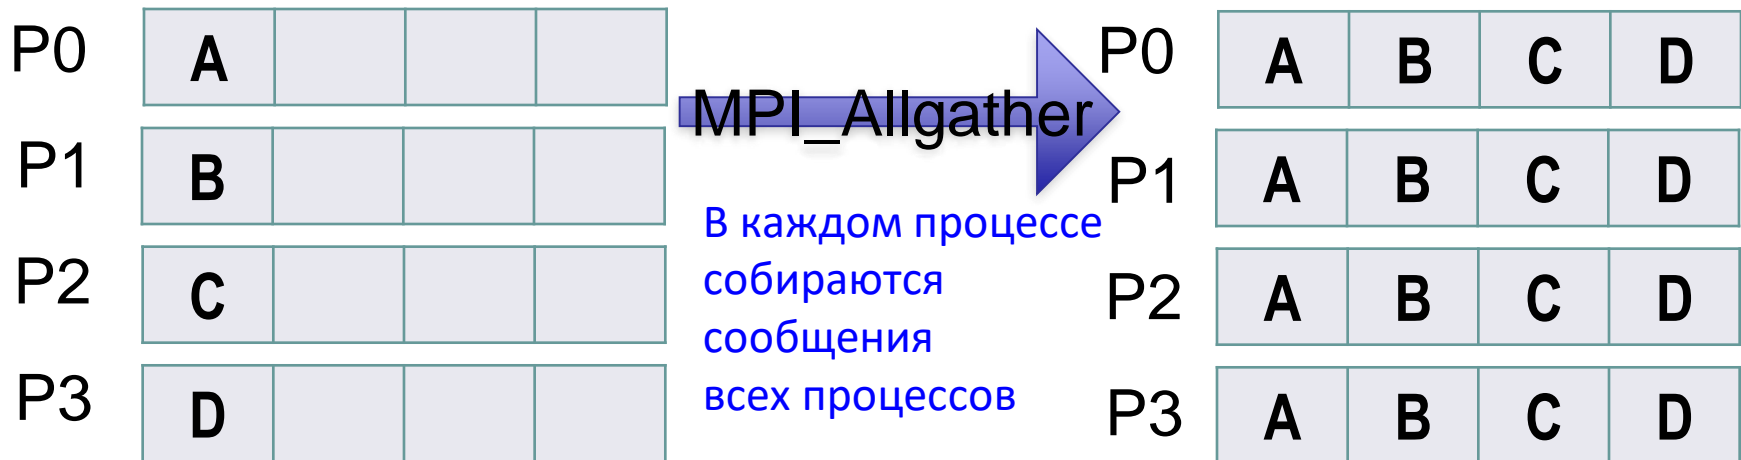 P0 A
P1 B
P2 C
P3 D
MPI_Allgather
В каждом процессе
собираются
сообщения
всех процессов
P0 A B C D
P1 A B C D
P2 A B C D
P3 A B C D